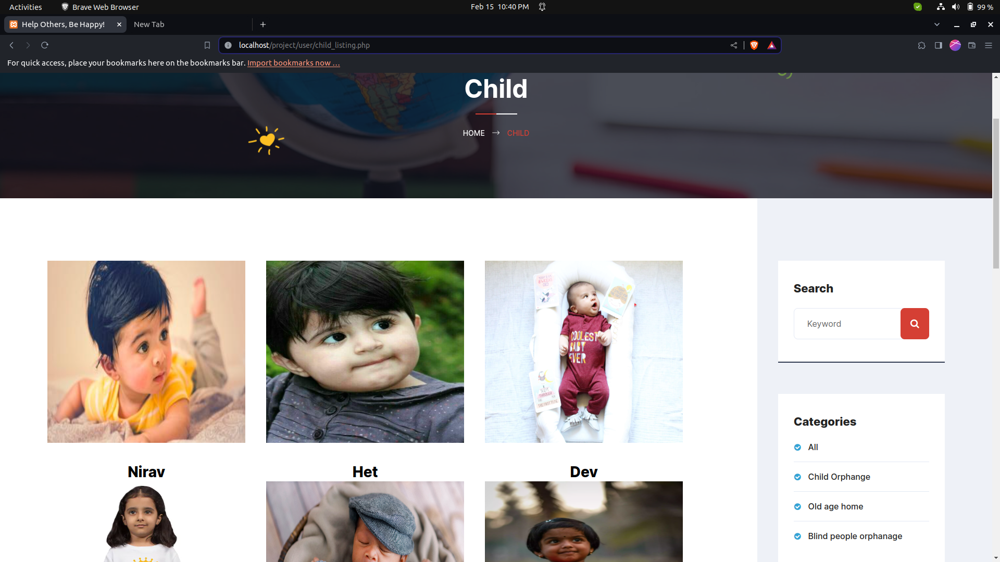 Activities
Brave Web Browser
Feb 15 10:40 PM
99 %
Help Others, Be Happy!
New Tab
localhost/project/user/child_listing.php
For quick access, place your bookmarks here on the bookmarks bar. Import bookmarks now …
Child
HOME
CHILD
COOLEST
BABY
EVER
Search
Keyword
Categories
All
Nirav
Het
Dev
Child Orphange
Old age home
Blind people orphanage